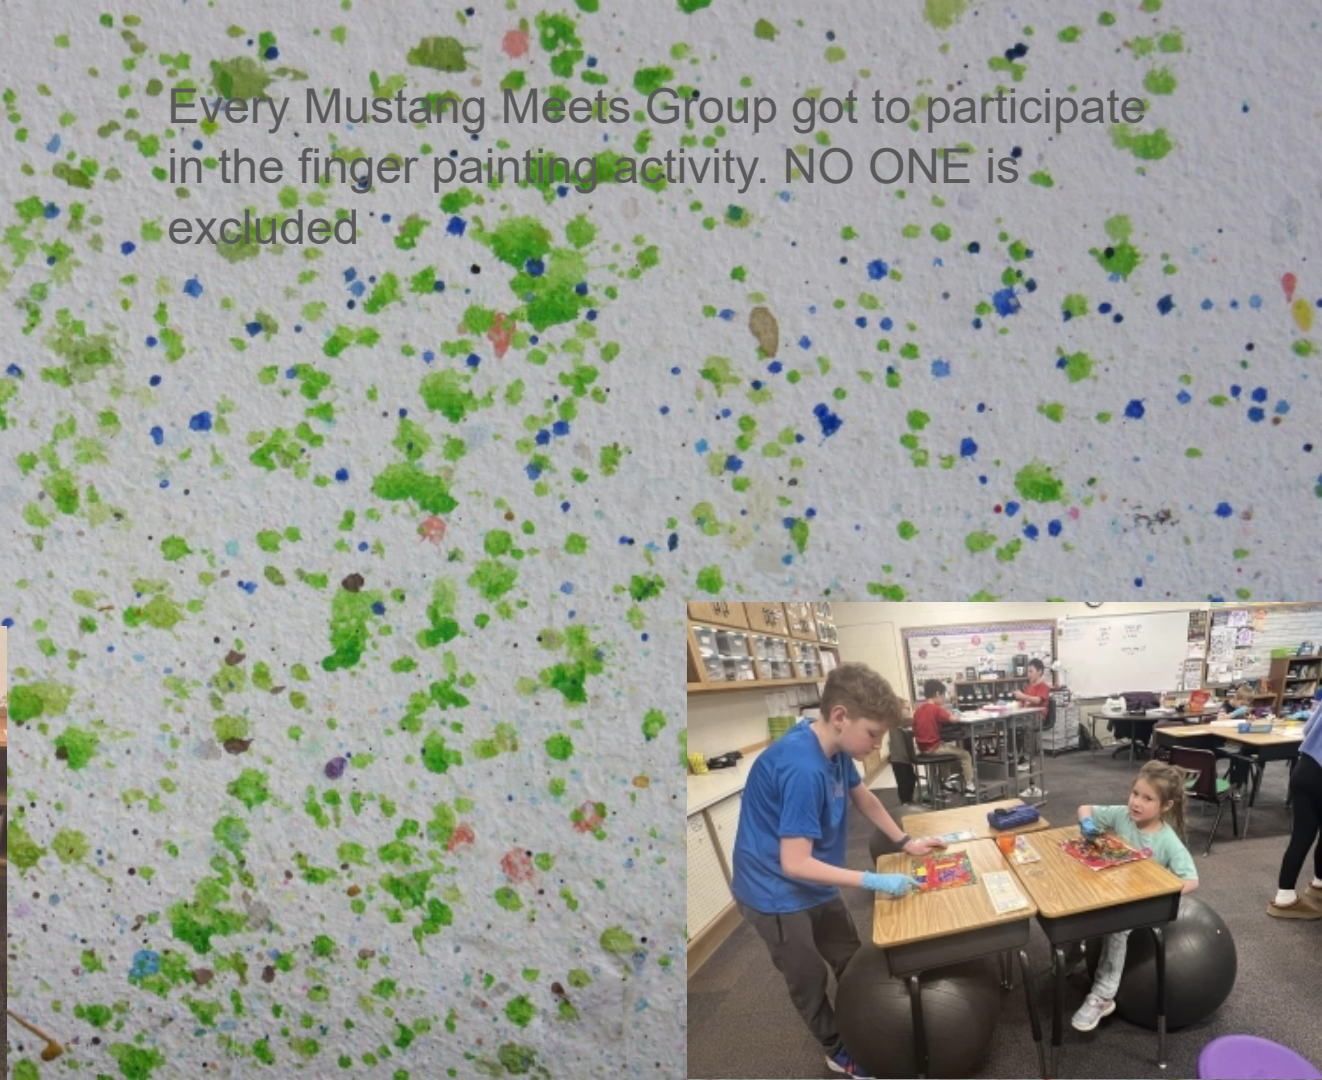 Every Mustang Meets Group got to participate
in the finger painting activity. NO ONE is
excluded